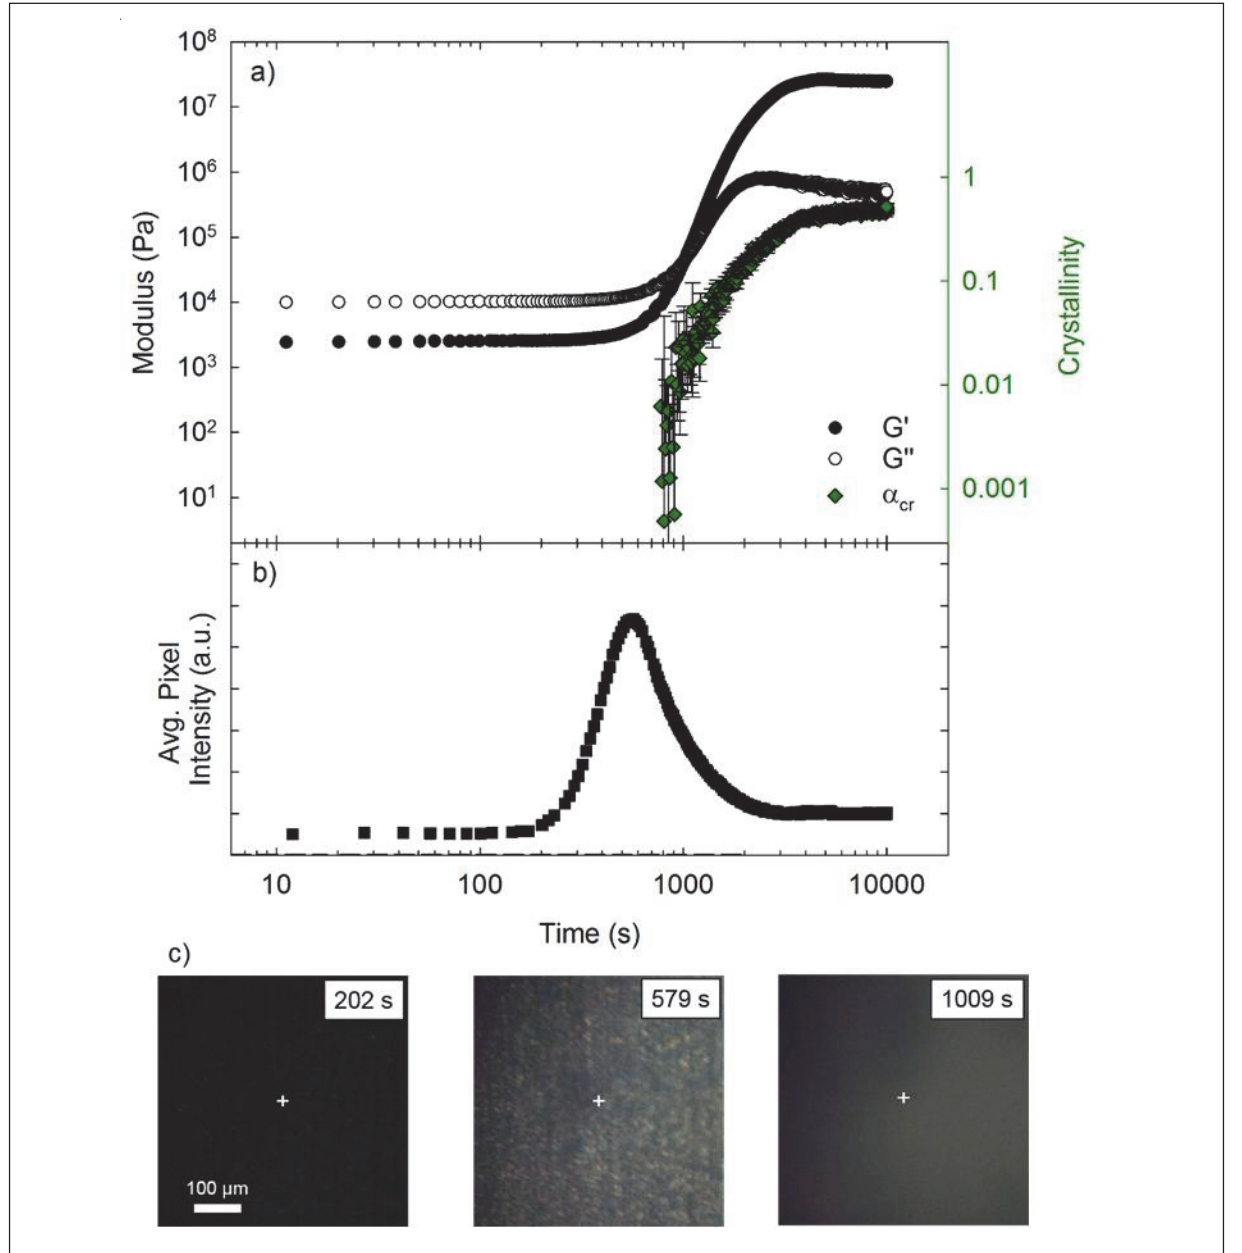 a)
10⁸
10⁷
10⁶
10⁵
10⁴
10³
10²
10¹
Modulus (Pa)
1
0.1
0.01
0.001
Crystallinity
G'
G"
α_cr
b)
Avg. Pixel
Intensity (a.u.)
10 100 1000 10000
Time (s)
c)
202 s
579 s
1009 s
100 µm